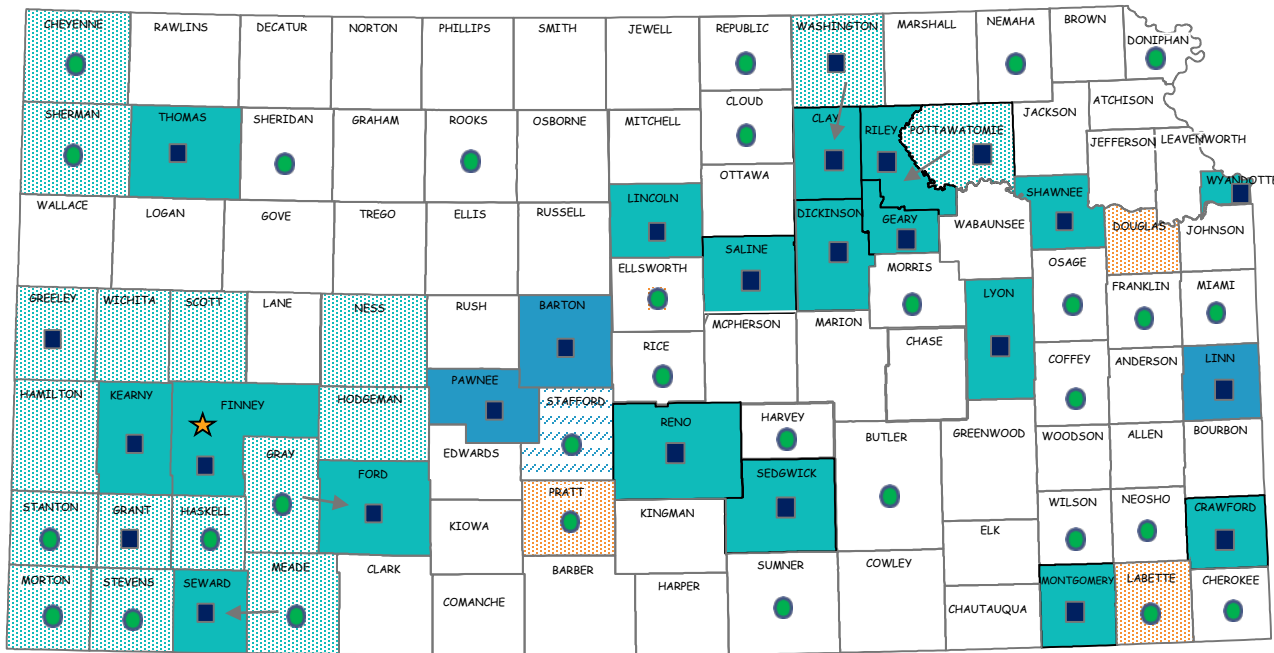 CHEYENNE
RAWLINS
DECATUR
NORTON
PHILLIPS
SMITH
JEWELL
REPUBLIC
WASHINGTON
MARSHALL
NEMAHA
BROWN
DONIPHAN
SHERMAN
THOMAS
SHERIDAN
GRAHAM
ROOKS
OSBORNE
MITCHELL
CLOUD
CLAY
RILEY
POTTAWATOMIE
JACKSON
ATCHISON
JEFFERSON
LEAVENWORTH
WYANDOTTE
WALLACE
LOGAN
GOVE
TREGO
ELLIS
RUSSELL
LINCOLN
OTTAWA
SALINE
DICKINSON
GEARY
WABAUNSEE
SHAWNEE
DOUGLAS
JOHNSON
ELLSWORTH
MORRIS
OSAGE
FRANKLIN
MIAMI
GREELEY
WICHITA
SCOTT
LANE
NESS
RUSH
BARTON
RICE
MCPHERSON
MARION
CHASE
LYON
COFFEY
ANDERSON
LINN
HAMILTON
KEARNY
FINNEY
HODGEMAN
PAWNEE
STAFFORD
RENO
HARVEY
BUTLER
GREENWOOD
WOODSON
ALLEN
BOURBON
GRAY
FORD
EDWARDS
SEDGWICK
STANTON
GRANT
HASKELL
KIOWA
PRATT
KINGMAN
ELK
WILSON
NEOSHO
CRAWFORD
MORTON
STEVENS
SEWARD
MEADE
CLARK
COMANCHE
BARBER
HARPER
SUMNER
COWLEY
CHAUTAUQUA
MONTGOMERY
LABETTE
CHEROKEE